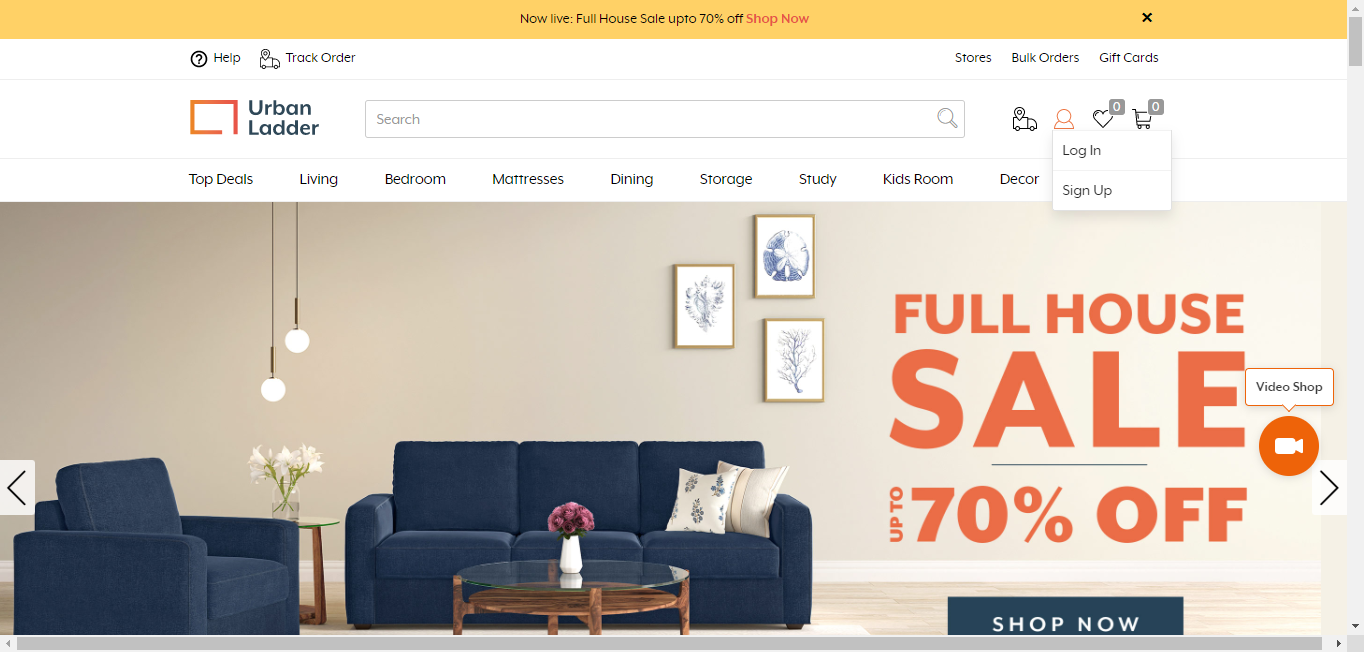 Now live: Full House Sale upto 70% off Shop Now
Help
Track Order
Stores
Bulk Orders
Gift Cards
Urban
Ladder
Search
0
0
Log In
Sign Up
Top Deals
Living
Bedroom
Mattresses
Dining
Storage
Study
Kids Room
Decor
FULL HOUSE
SALE
UP TO 70% OFF
SHOP NOW
Video Shop